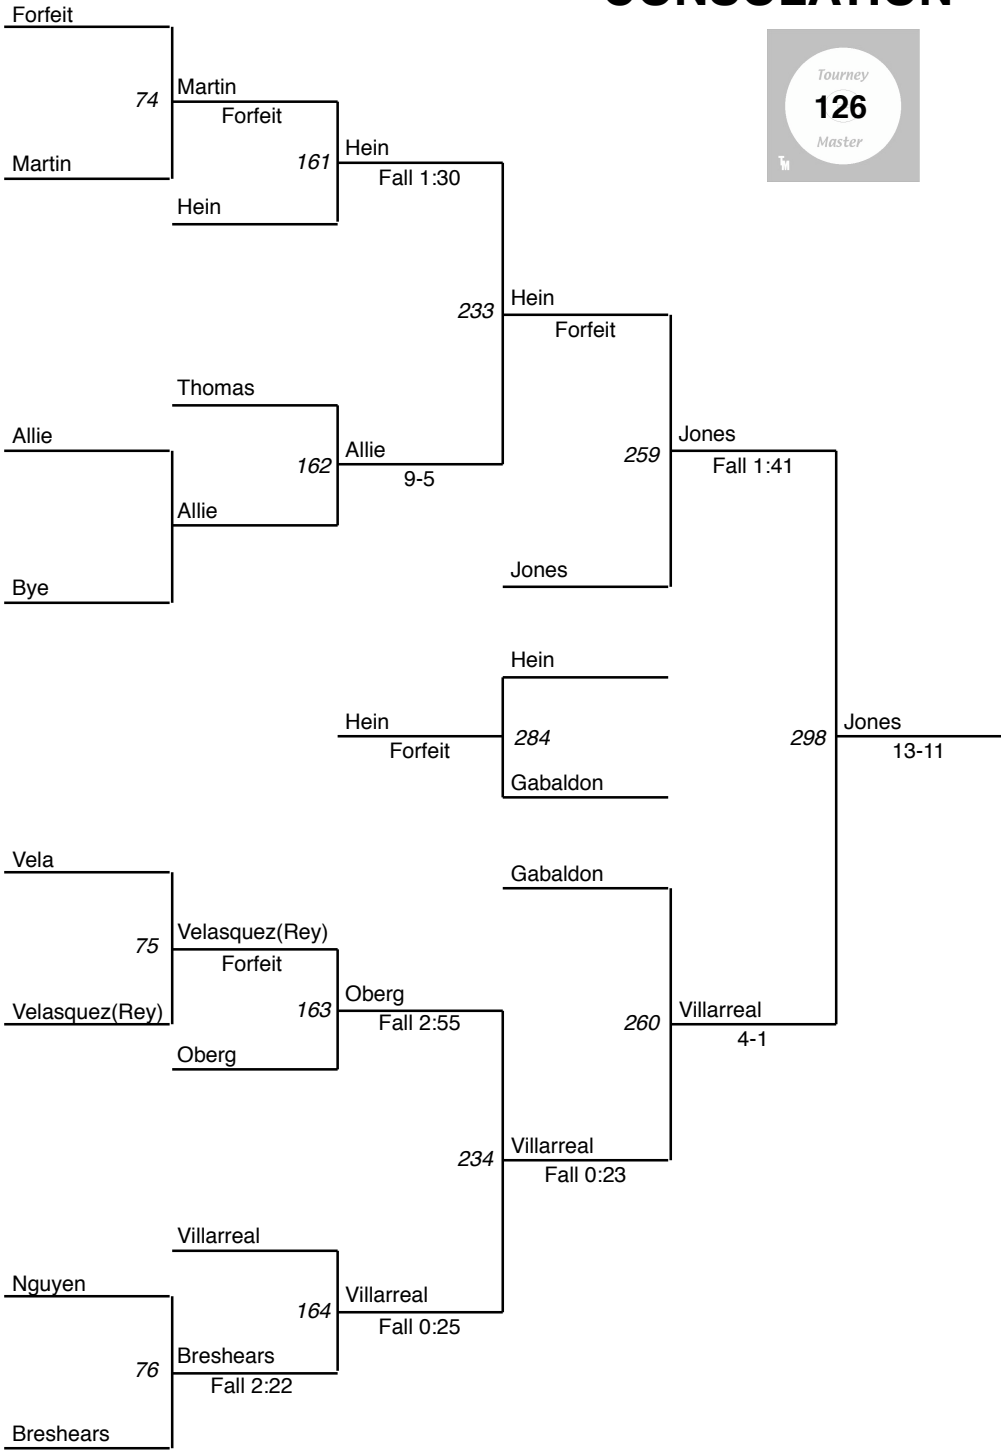 CONSOLATION
Forfeit
Tourney
126
Master
TM
74
Martin
Forfeit
Martin
161
Hein
Fall 1:30
Hein
233
Hein
Forfeit
Thomas
Allie
162
Allie
9-5
259
Jones
Fall 1:41
Allie
Bye
Jones
Hein
Hein
Forfeit
284
298
Jones
13-11
Gabaldon
Vela
Gabaldon
75
Velasquez(Rey)
Forfeit
Velasquez(Rey)
163
Oberg
Fall 2:55
260
Villarreal
4-1
Oberg
234
Villarreal
Fall 0:23
Villarreal
Nguyen
164
Villarreal
Fall 0:25
76
Breshears
Fall 2:22
Breshears